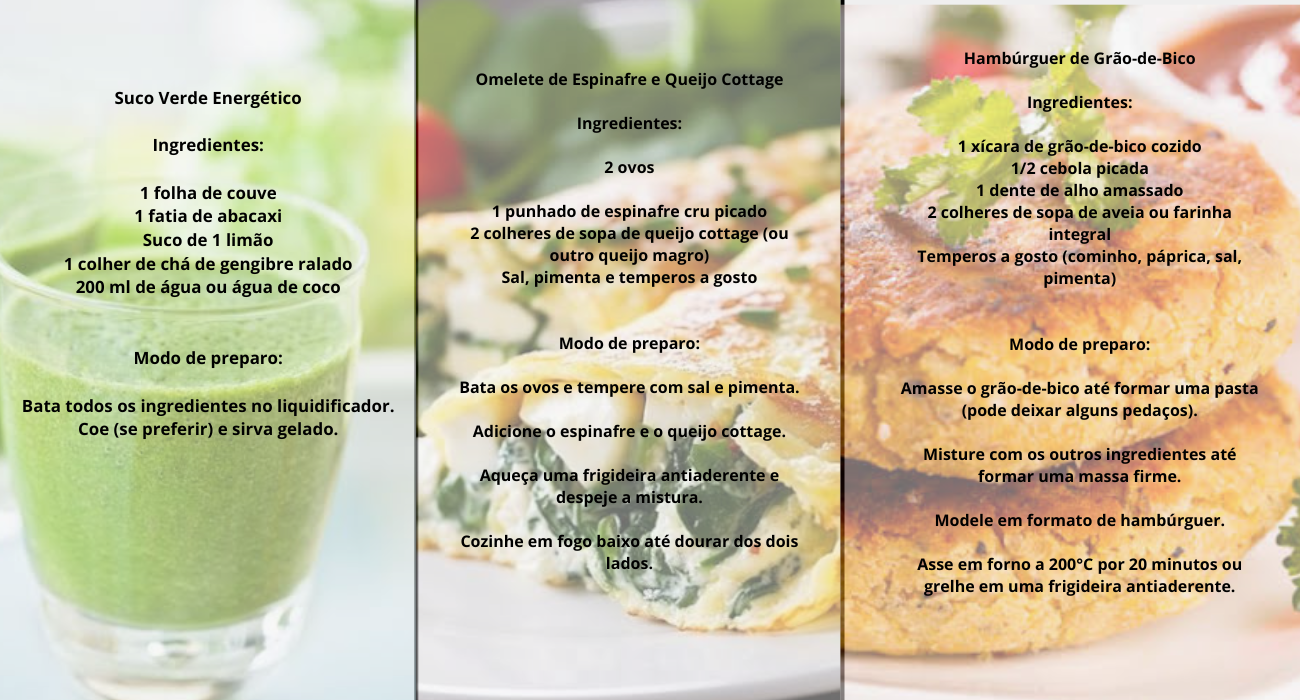 Suco Verde Energético
Ingredientes:
1 folha de couve
1 fatia de abacaxi
Suco de 1 limão
1 colher de chá de gengibre ralado
200 ml de água ou água de coco
Modo de preparo:
Bata todos os ingredientes no liquidificador.
Coe (se preferir) e sirva gelado.
Omelete de Espinafre e Queijo Cottage
Ingredientes:
2 ovos
1 punhado de espinafre cru picado
2 colheres de sopa de queijo cottage (ou
outro queijo magro)
Sal, pimenta e temperos a gosto
Modo de preparo:
Bata os ovos e tempere com sal e pimenta.
Adicione o espinafre e o queijo cottage.
Aqueça uma frigideira antiaderente e
despeje a mistura.
Cozinhe em fogo baixo até dourar dos dois
lados.
Hambúrguer de Grão-de-Bico
Ingredientes:
1 xícara de grão-de-bico cozido
1/2 cebola picada
1 dente de alho amassado
2 colheres de sopa de aveia ou farinha
integral
Temperos a gosto (cominho, páprica, sal,
pimenta)
Modo de preparo:
Amasse o grão-de-bico até formar uma pasta
(pode deixar alguns pedaços).
Misture com os outros ingredientes até
formar uma massa firme.
Modele em formato de hambúrguer.
Asse em forno a 200°C por 20 minutos ou
grelhe em uma frigideira antiaderente.